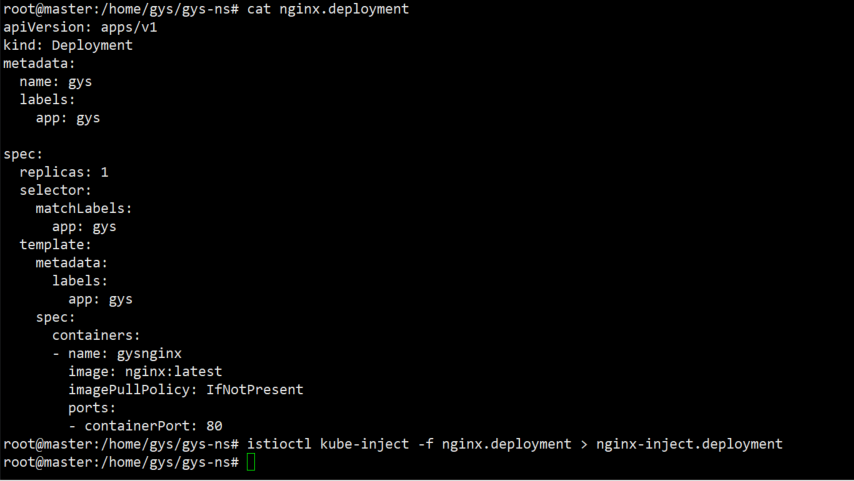 root@master:/home/gys/gys-ns# cat nginx.deployment
apiVersion: apps/v1
kind: Deployment
metadata:
  name: gys
  labels:
    app: gys

spec:
  replicas: 1
  selector:
    matchLabels:
      app: gys
  template:
    metadata:
      labels:
        app: gys
    spec:
      containers:
      - name: gysnginx
        image: nginx:latest
        imagePullPolicy: IfNotPresent
        ports:
        - containerPort: 80
root@master:/home/gys/gys-ns# istioctl kube-inject -f nginx.deployment > nginx-inject.deployment
root@master:/home/gys/gys-ns#